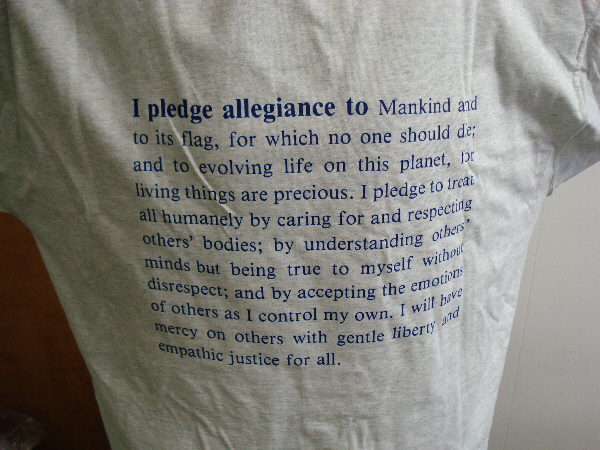 I pledge allegiance to Mankind and
to its flag, for which no one should die;
and to evolving life on this planet, for
living things are precious. I pledge to treat
all humanely by caring for and respecting
others' bodies; by understanding others'
minds but being true to myself without
disrespect; and by accepting the emotions
of others as I control my own. I will have
mercy on others with gentle liberty and
empathic justice for all.